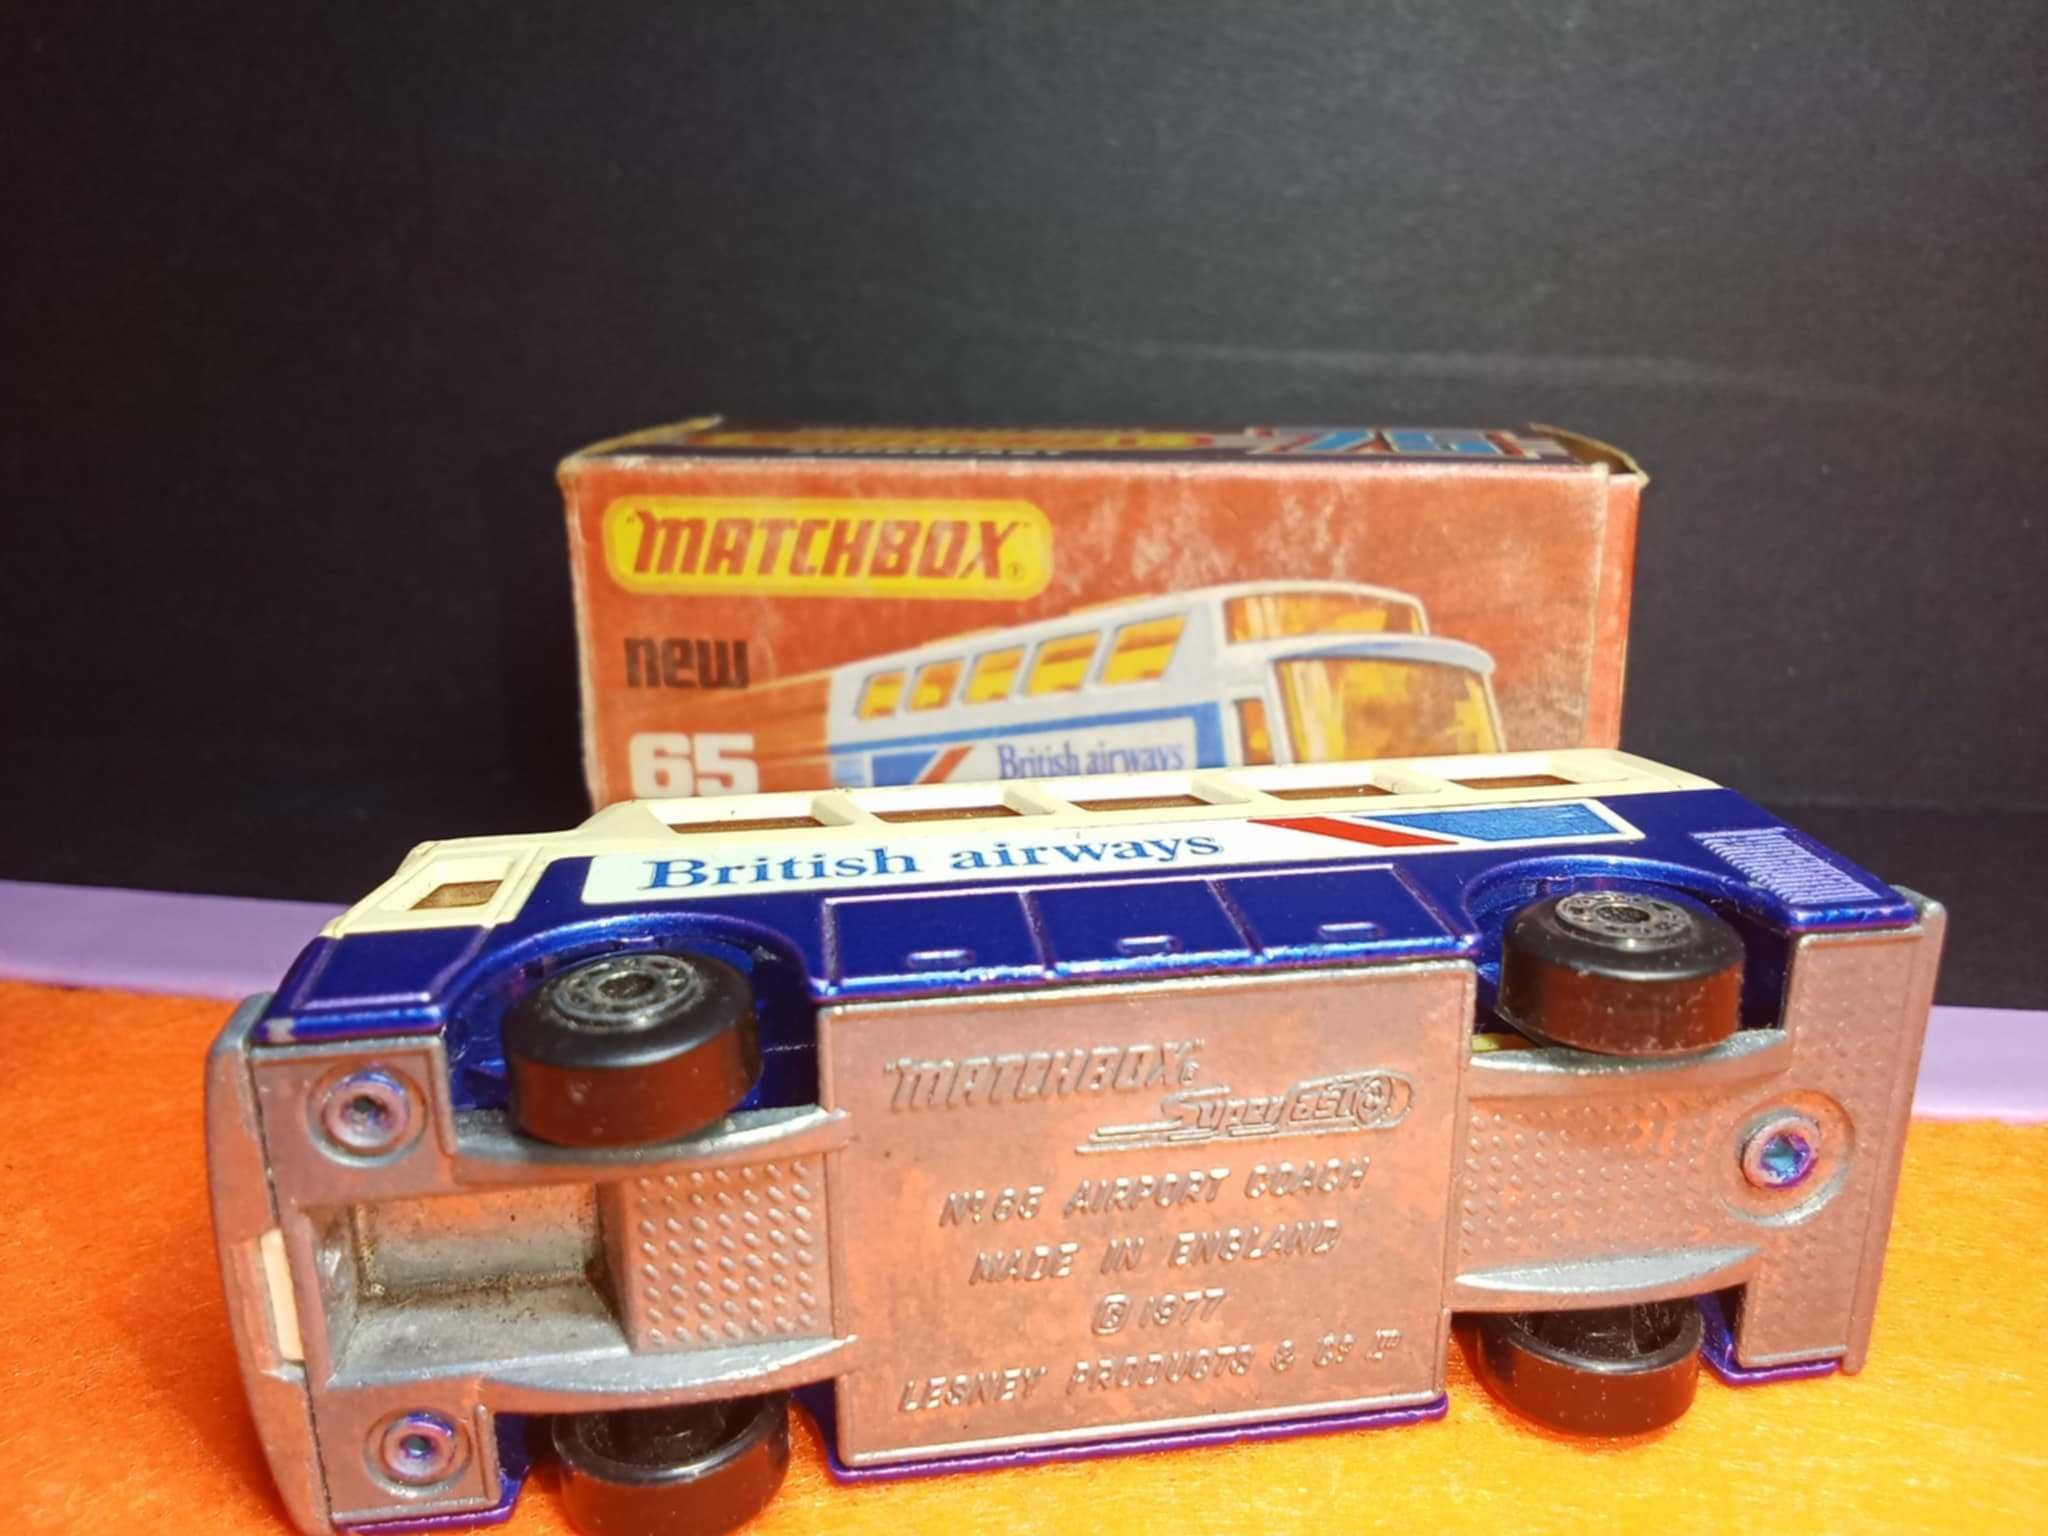 75
"MATCHBOX"®
new
65
British airways
British airways
"MATCHBOX"®
Superfast
Nº 65 AIRPORT COACH
MADE IN ENGLAND
© 1977
LESNEY PRODUCTS & Cº Lᵀᴰ